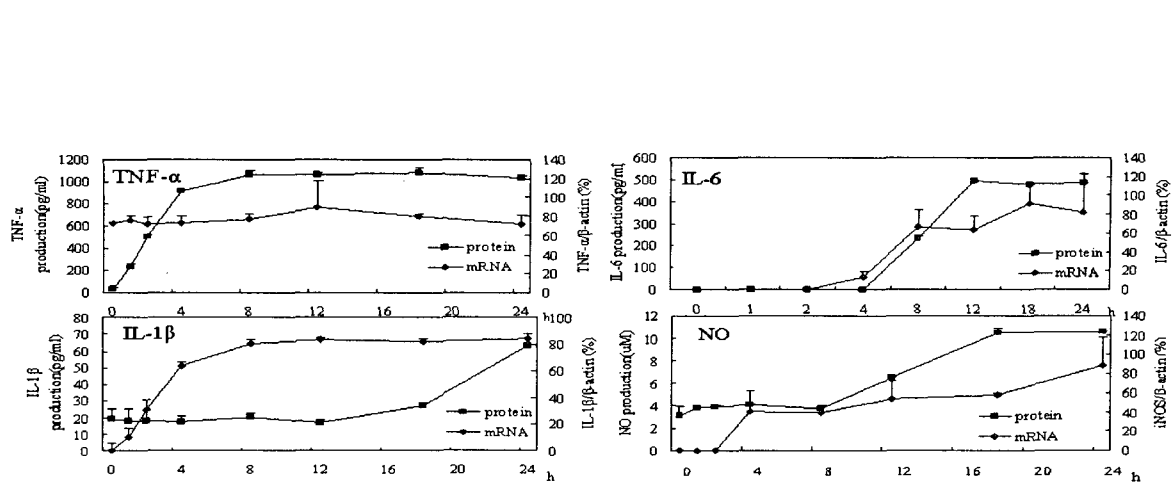 TNF-α
TNF-α
production(pg/ml)
1200
1000
800
600
400
200
0
140
120
100
80
60
40
20
0
TNF-α/β-actin (%)
protein
mRNA
0 4 8 12 16 20 24 h
IL-6
IL-6 production(pg/ml)
600
500
400
300
200
100
0
140
120
100
80
60
40
20
0
IL-6/β-actin (%)
protein
mRNA
0 1 2 4 8 12 18 24
IL-1β
IL-1β
production(pg/ml)
80
70
60
50
40
30
20
10
0
100
80
60
40
20
0
IL-1β/β-actin (%)
protein
mRNA
0 4 8 12 16 20 24 h
NO
NO production(uM)
12
10
8
6
4
2
0
140
120
100
80
60
40
20
0
iNOS/β-actin (%)
protein
mRNA
0 4 8 12 16 20 24 h